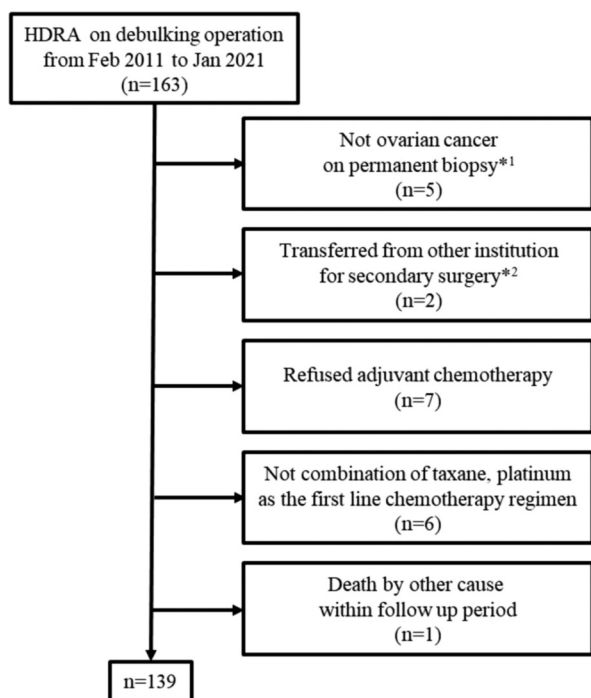 HDRA on debulking operation
from Feb 2011 to Jan 2021
(n=163)
Not ovarian cancer
on permanent biopsy*1
(n=5)
Transferred from other institution
for secondary surgery*2
(n=2)
Refused adjuvant chemotherapy
(n=7)
Not combination of taxane, platinum
as the first line chemotherapy regimen
(n=6)
Death by other cause
within follow up period
(n=1)
n=139